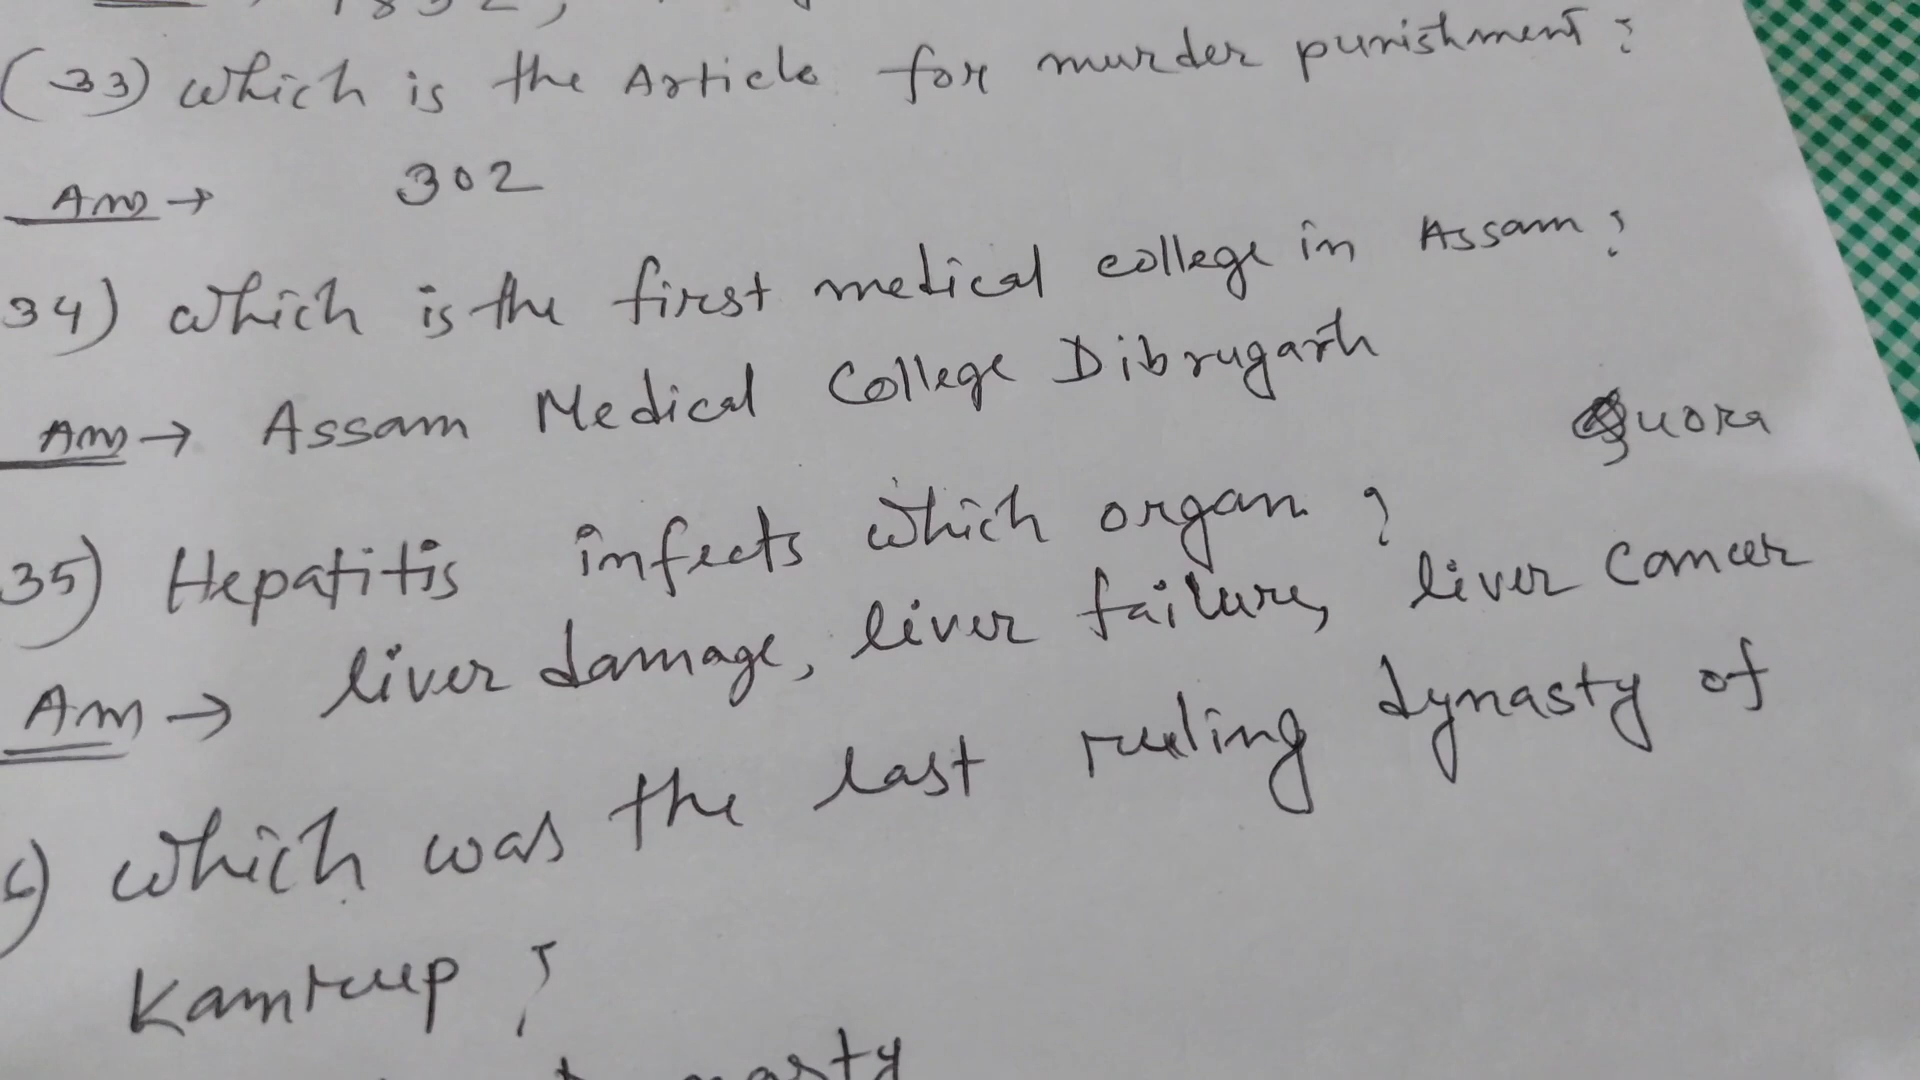 1832,
(33) which is the Article for murder punishment?
Ans → 302
34) which is the first medical college in Assam?
Ans → Assam Medical College Dibrugarh
Quora
35) Hepatitis infects which organ?
Ans → liver damage, liver failure, liver cancer
6) which was the last ruling dynasty of
Kamrup?